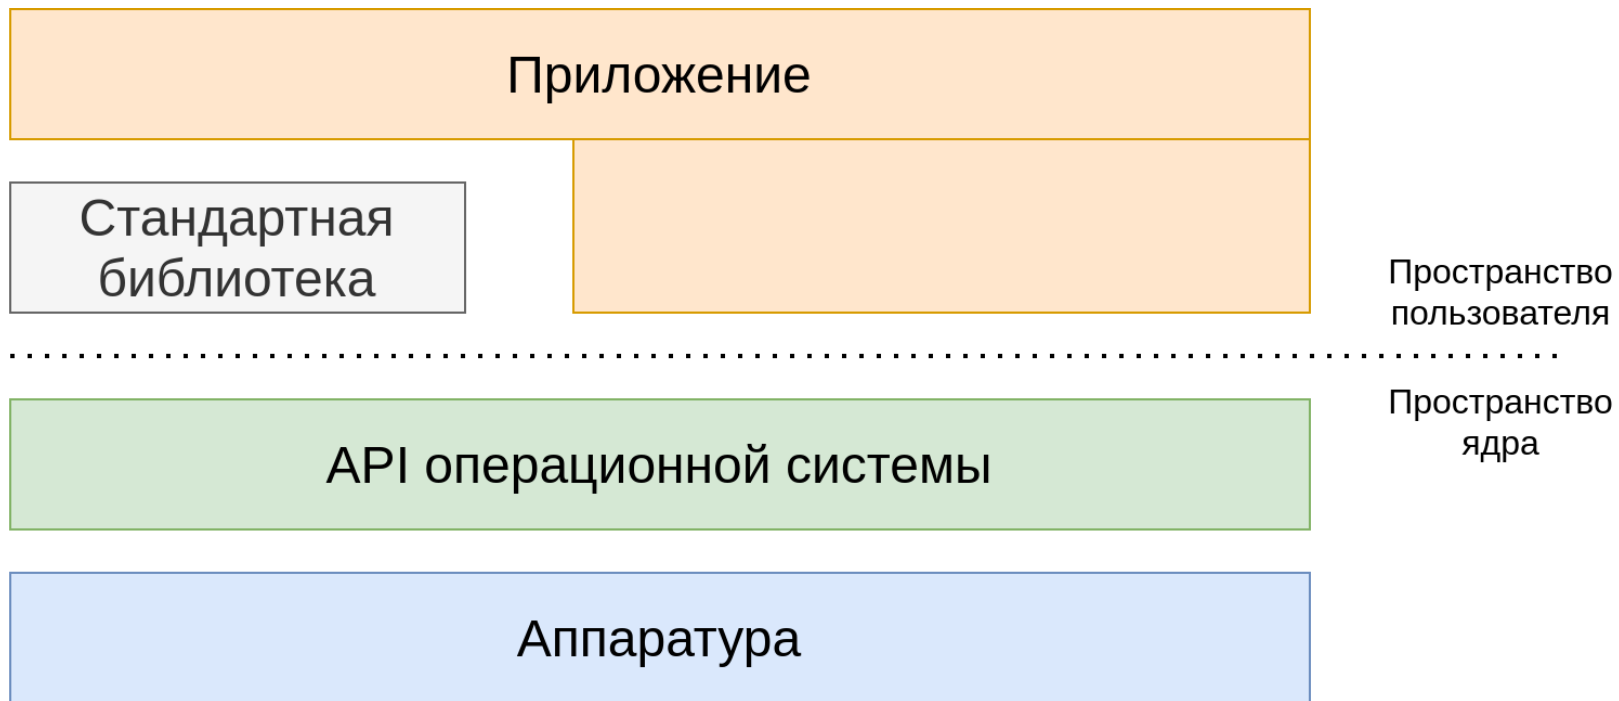 Приложение
Стандартная
библиотека
Пространство
пользователя
Пространство
ядра
API операционной системы
Аппаратура